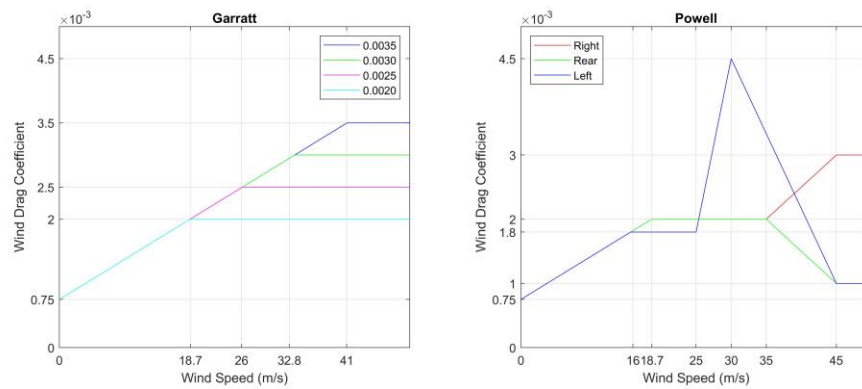 Garratt
×10⁻³
4.5
3.5
2.5
2
0.75
0
Wind Drag Coefficient
0.0035
0.0030
0.0025
0.0020
0 18.7 26 32.8 41
Wind Speed (m/s)
Powell
×10⁻³
4.5
3
2
1.8
1
0.75
0
Wind Drag Coefficient
Right
Rear
Left
0 16 18.7 25 30 35 45
Wind Speed (m/s)